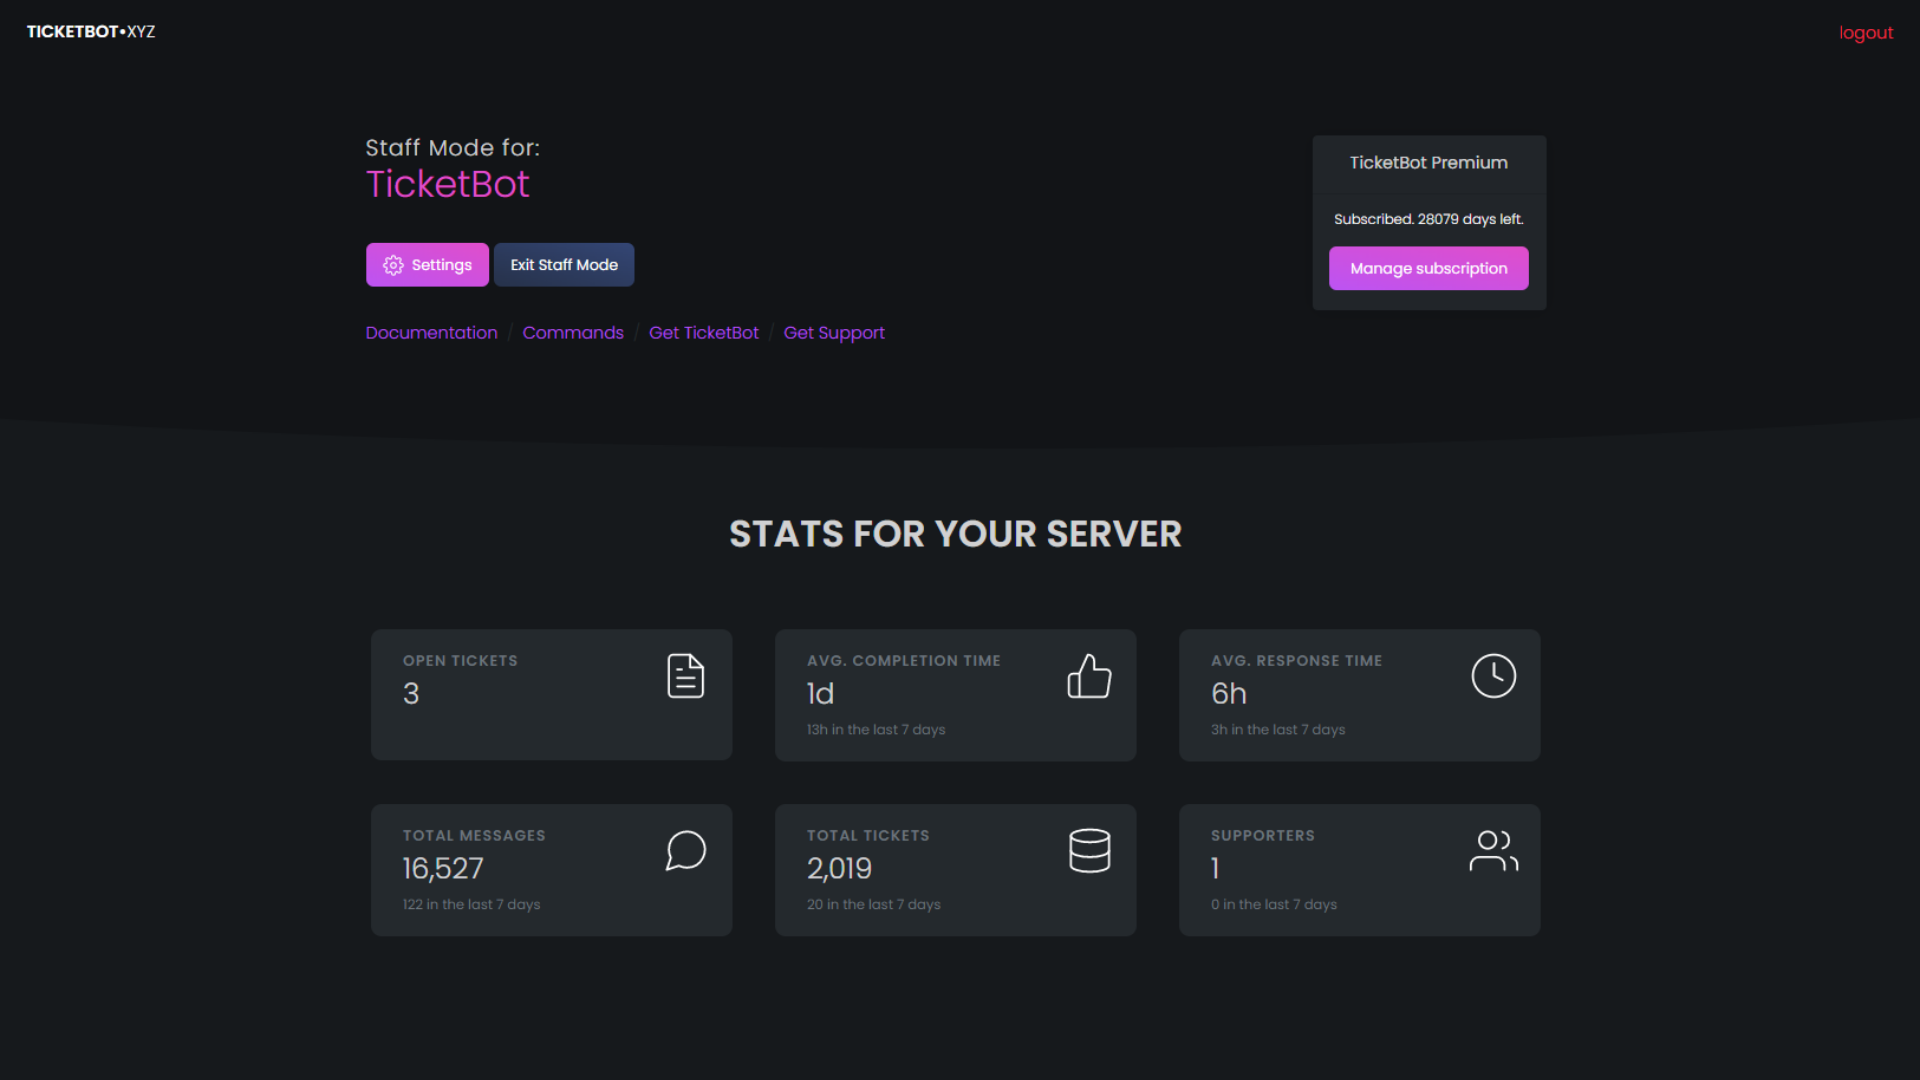 TICKETBOT•XYZ
logout
Staff Mode for:
TicketBot
Settings
Exit Staff Mode
Documentation / Commands / Get TicketBot / Get Support
TicketBot Premium
Subscribed. 28079 days left.
Manage subscription
STATS FOR YOUR SERVER
OPEN TICKETS
3
AVG. COMPLETION TIME
1d
13h in the last 7 days
AVG. RESPONSE TIME
6h
3h in the last 7 days
TOTAL MESSAGES
16,527
122 in the last 7 days
TOTAL TICKETS
2,019
20 in the last 7 days
SUPPORTERS
1
0 in the last 7 days